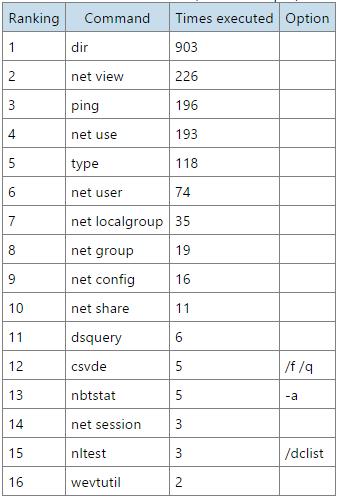 Ranking Command Times executed Option
1 dir 903
2 net view 226
3 ping 196
4 net use 193
5 type 118
6 net user 74
7 net localgroup 35
8 net group 19
9 net config 16
10 net share 11
11 dsquery 6
12 csvde 5 /f /q
13 nbtstat 5 -a
14 net session 3
15 nltest 3 /dclist
16 wevtutil 2